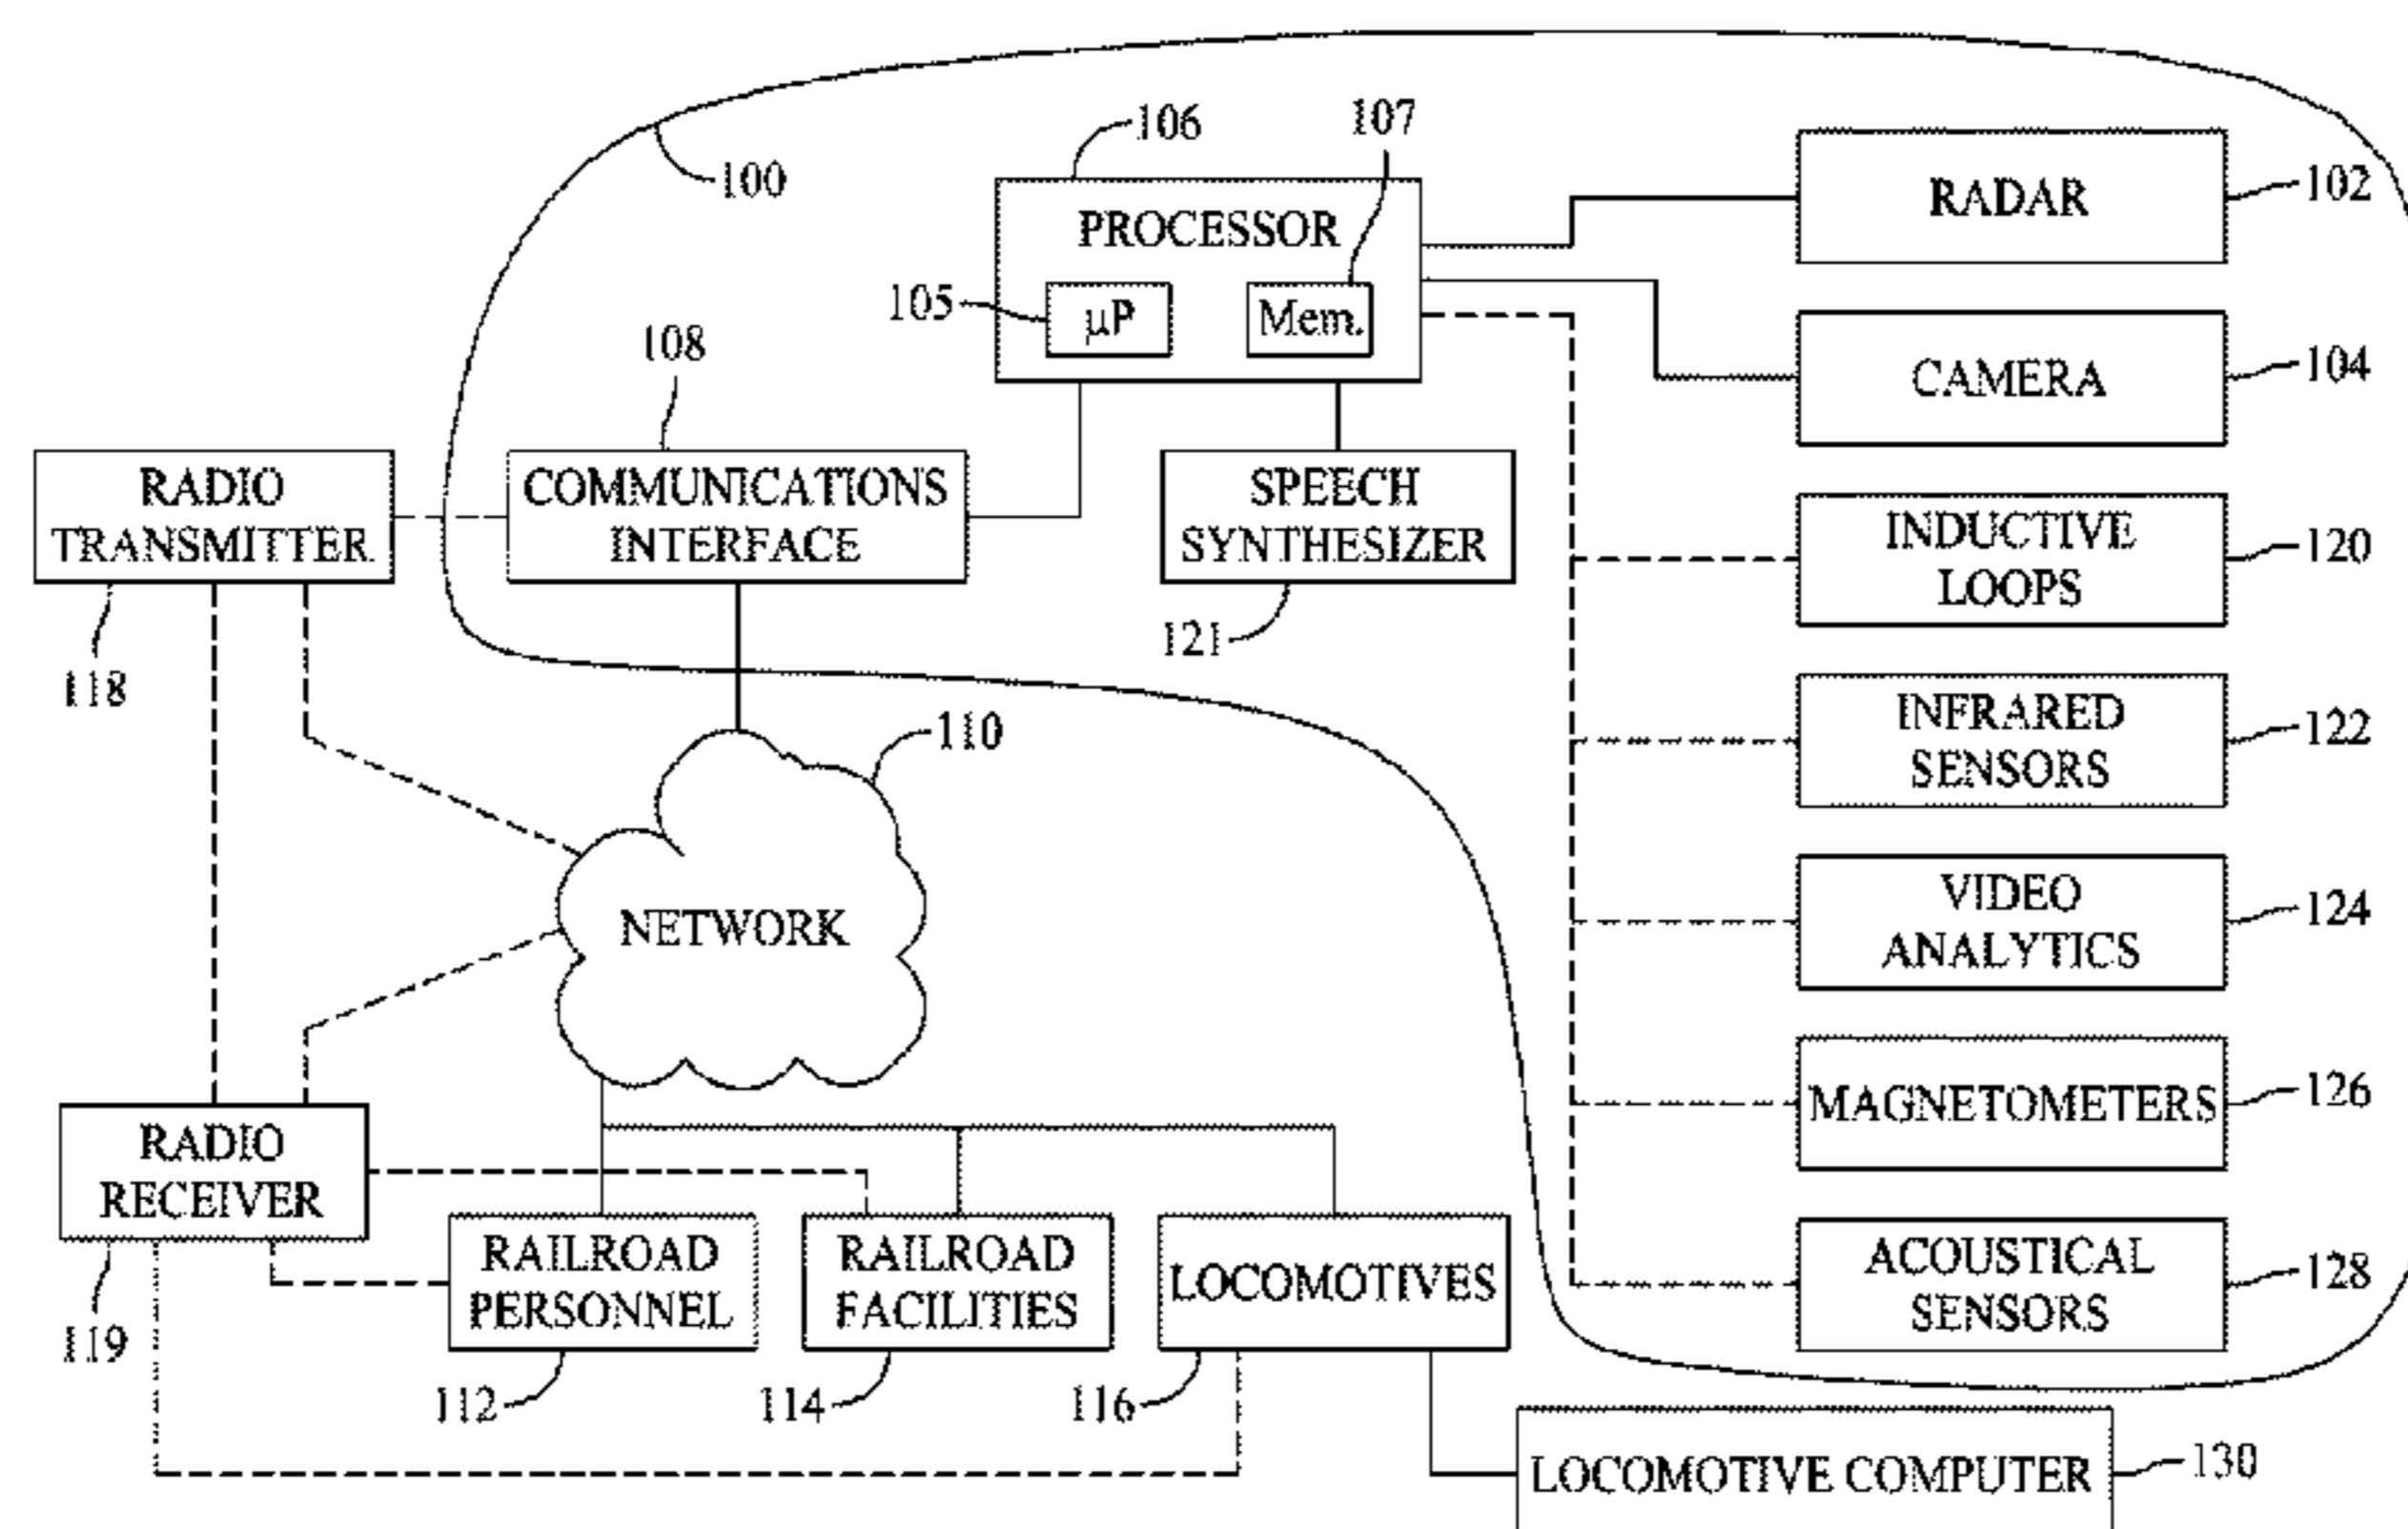 106
107
100
PROCESSOR
RADAR
102
105
µP
Mem.
108
CAMERA
104
RADIO
TRANSMITTER
COMMUNICATIONS
INTERFACE
SPEECH
SYNTHESIZER
INDUCTIVE
LOOPS
120
118
121
110
INFRARED
SENSORS
122
NETWORK
VIDEO
ANALYTICS
124
MAGNETOMETERS
126
RADIO
RECEIVER
119
RAILROAD
PERSONNEL
RAILROAD
FACILITIES
LOCOMOTIVES
ACOUSTICAL
SENSORS
128
112
114
116
LOCOMOTIVE COMPUTER
130